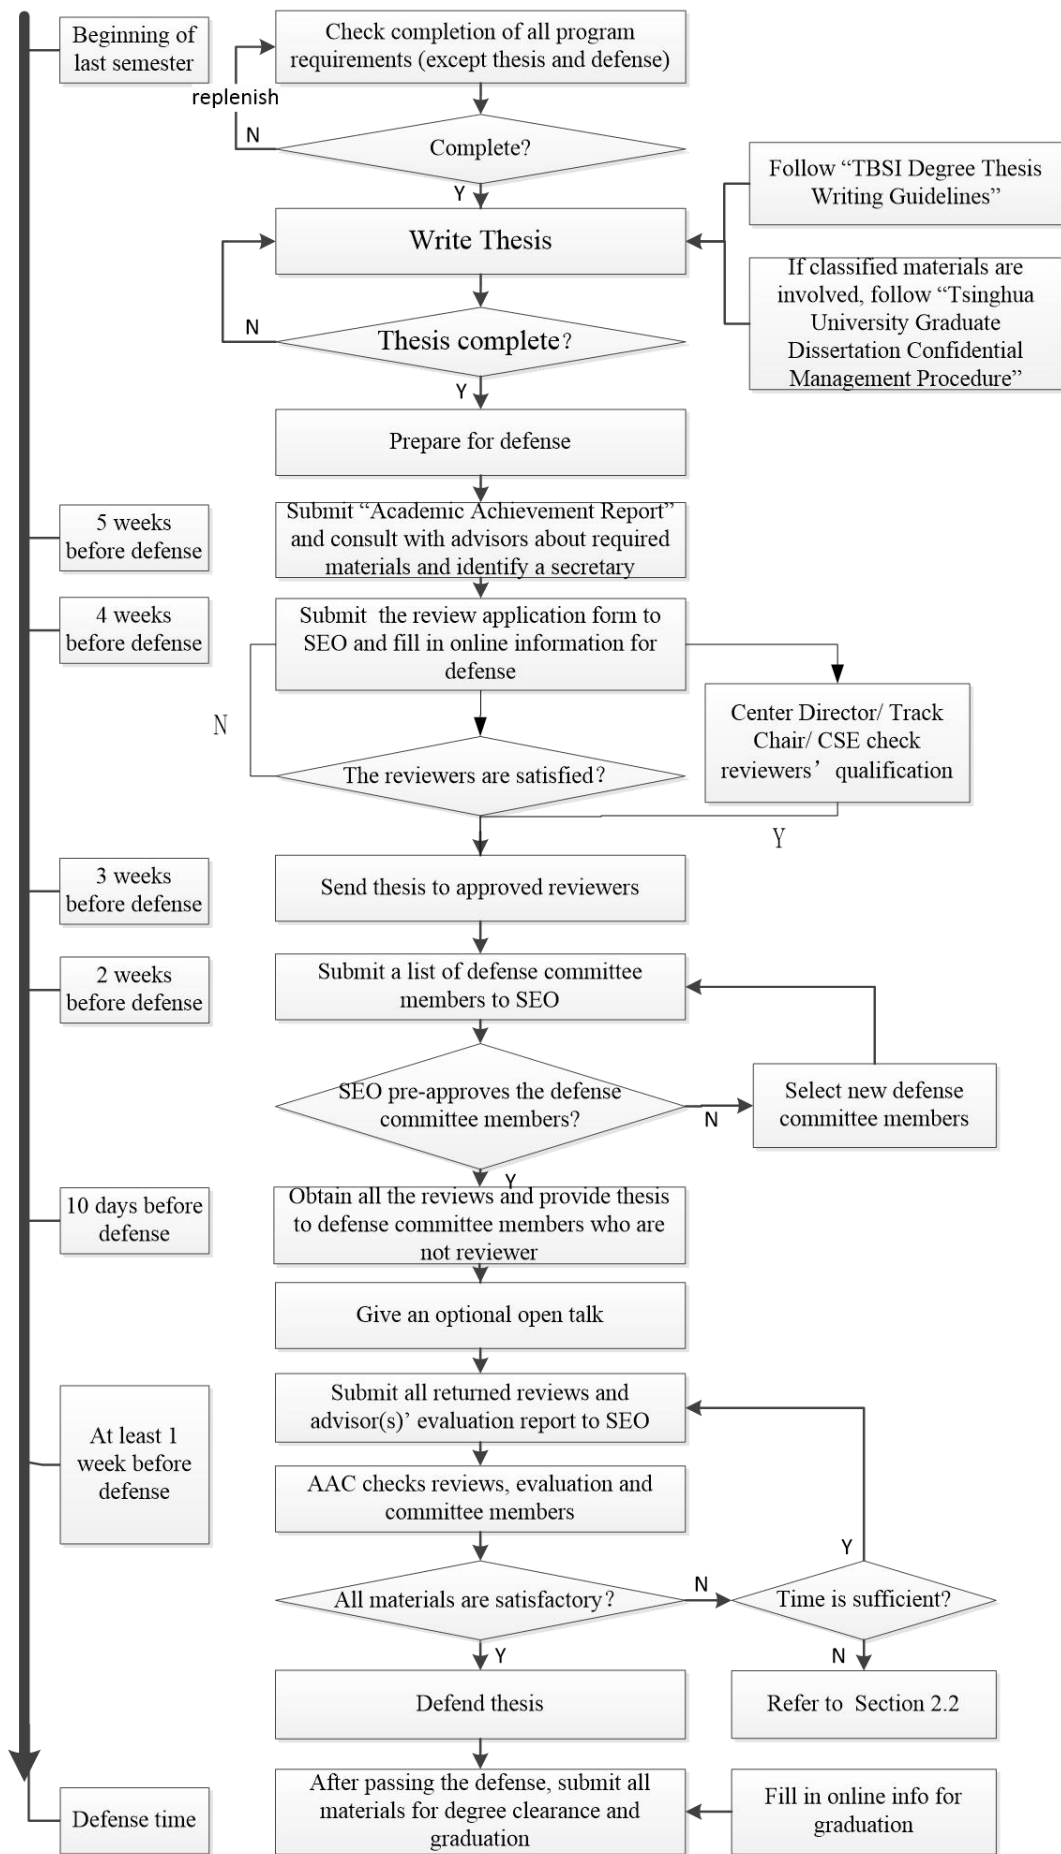 Beginning of
last semester
Check completion of all program
requirements (except thesis and defense)
replenish
N
Complete?
Y
Follow “TBSI Degree Thesis
Writing Guidelines”
Write Thesis
If classified materials are
involved, follow “Tsinghua
University Graduate
Dissertation Confidential
Management Procedure”
N
Thesis complete?
Y
Prepare for defense
5 weeks
before defense
Submit “Academic Achievement Report”
and consult with advisors about required
materials and identify a secretary
4 weeks
before defense
Submit the review application form to
SEO and fill in online information for
defense
N
Center Director/ Track
Chair/ CSE check
reviewers’ qualification
The reviewers are satisfied?
Y
3 weeks
before defense
Send thesis to approved reviewers
2 weeks
before defense
Submit a list of defense committee
members to SEO
SEO pre-approves the defense
committee members?
N
Select new defense
committee members
Y
10 days before
defense
Obtain all the reviews and provide thesis
to defense committee members who are
not reviewer
Give an optional open talk
At least 1
week before
defense
Submit all returned reviews and
advisor(s)’ evaluation report to SEO
AAC checks reviews, evaluation and
committee members
Y
All materials are satisfactory?
N
Time is sufficient?
Y
N
Defend thesis
Refer to Section 2.2
Defense time
After passing the defense, submit all
materials for degree clearance and
graduation
Fill in online info for
graduation